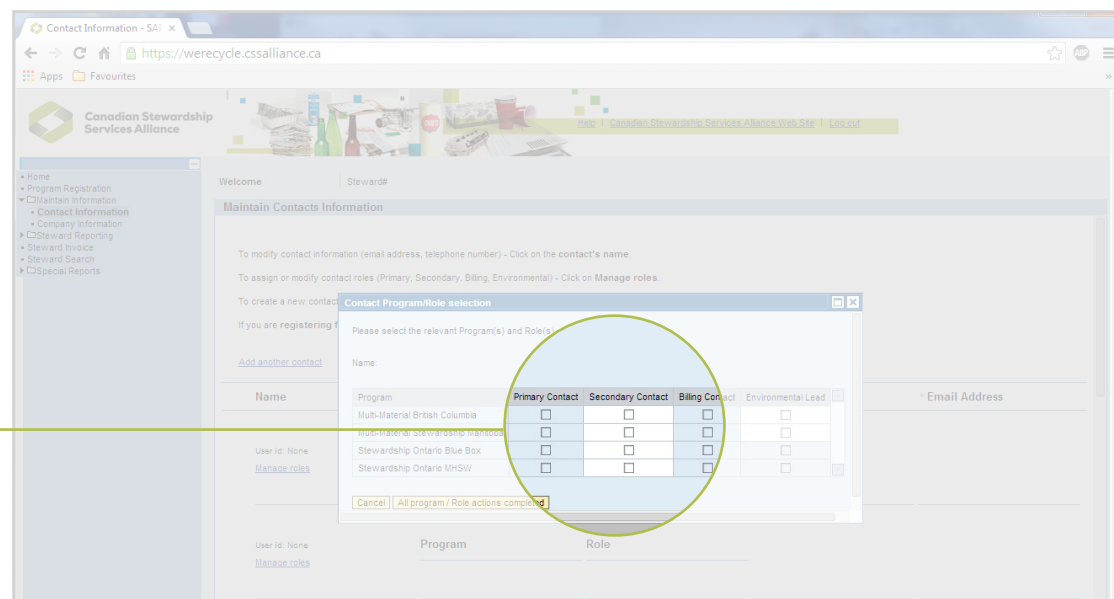 Contact Information - SAP
https://werecycle.cssalliance.ca
ABP
Apps Favourites
»
Canadian Stewardship
Services Alliance
Help | Canadian Stewardship Services Alliance Web Site | Log out
Home
Program Registration
Maintain Information
Contact Information
Company Information
Steward Reporting
Steward Invoice
Steward Search
Special Reports
Welcome Steward#
Maintain Contacts Information
To modify contact information (email address, telephone number) - Click on the contact's name.
To assign or modify contact roles (Primary, Secondary, Billing, Environmental) - Click on Manage roles.
To create a new contact
If you are registering f
Add another contact
Contact Program/Role selection
Please select the relevant Program(s) and Role(s)
Name:
Program Primary Contact Secondary Contact Billing Contact Environmental Lead
Multi-Material British Columbia
Multi-Material Stewardship Manitoba
Stewardship Ontario Blue Box
Stewardship Ontario MHSW
Cancel All program / Role actions completed
Name Email Address
User Id: None
Manage roles
User Id: None Program Role
Manage roles